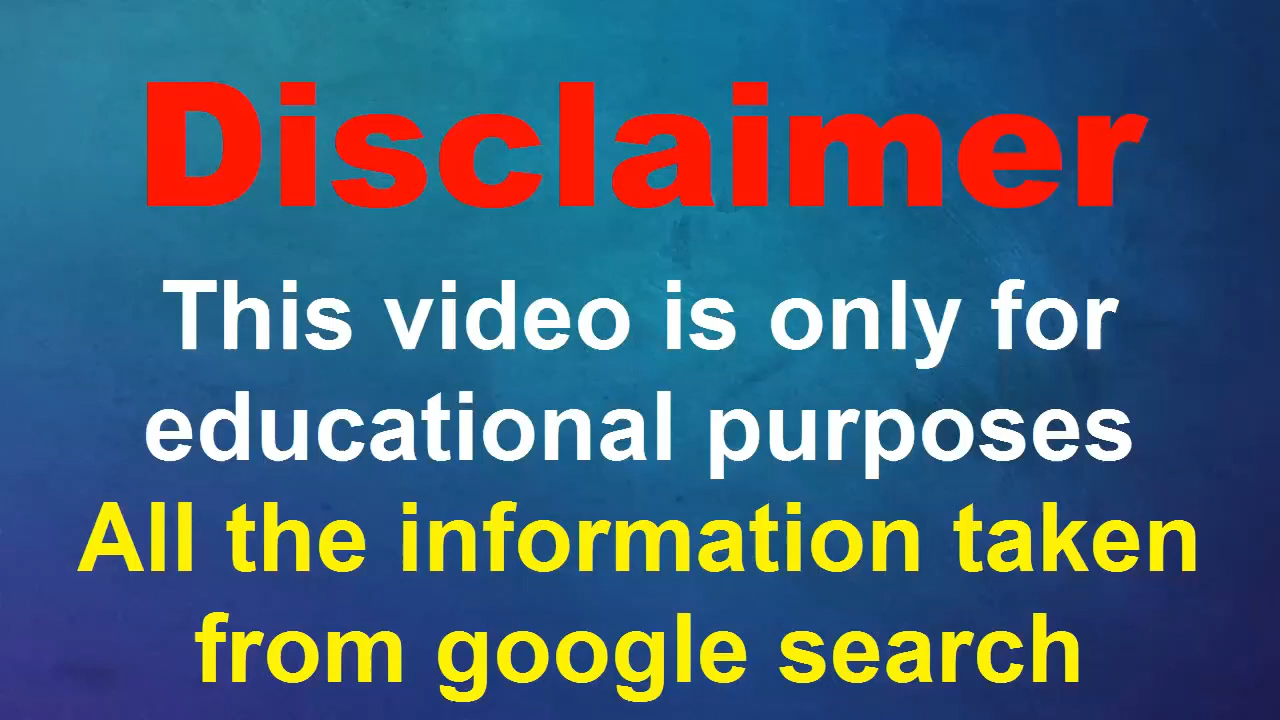 Disclaimer
This video is only for
educational purposes
All the information taken
from google search